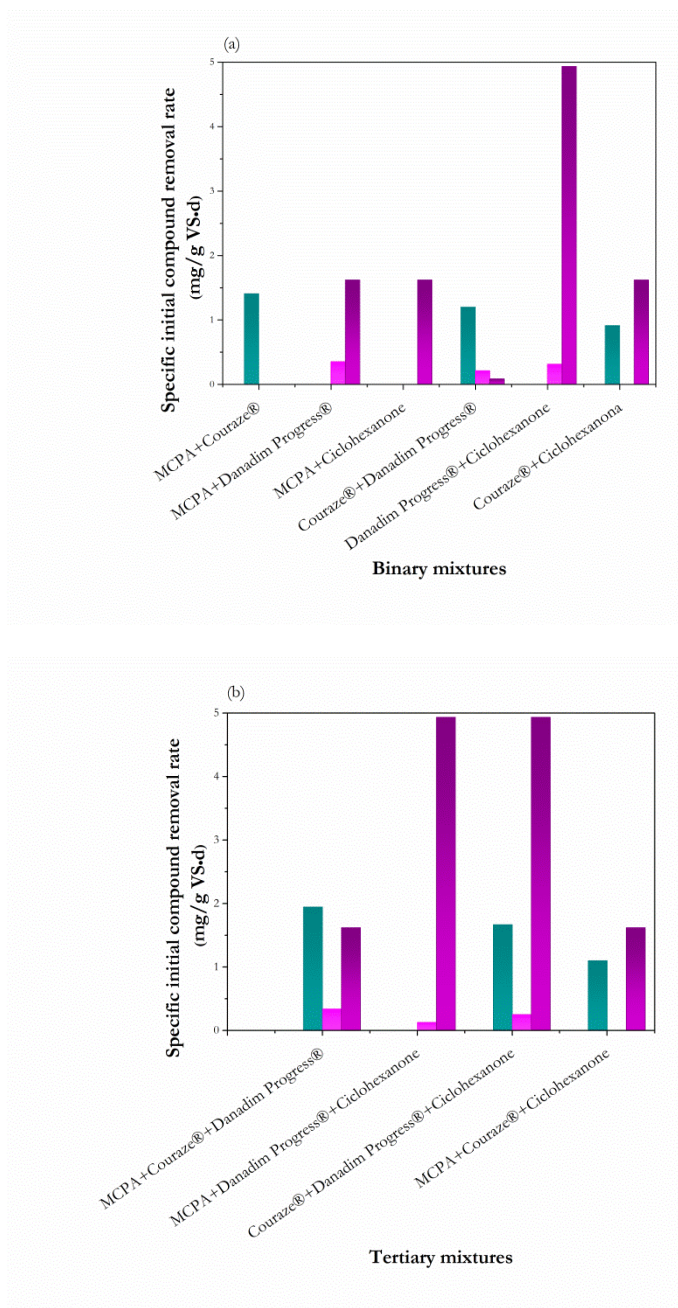 (a)
Specific initial compound removal rate
(mg/g VS•d)
5
4
3
2
1
0
MCPA+Couraze®
MCPA+Danadim Progress®
MCPA+Ciclohexanone
Couraze®+Danadim Progress®
Danadim Progress®+Ciclohexanone
Couraze®+Ciclohexanona
Binary mixtures
(b)
Specific initial compound removal rate
(mg/g VS•d)
5
4
3
2
1
0
MCPA+Couraze®+Danadim Progress®
MCPA+Danadim Progress®+Ciclohexanone
Couraze®+Danadim Progress®+Ciclohexanone
MCPA+Couraze®+Ciclohexanone
Tertiary mixtures